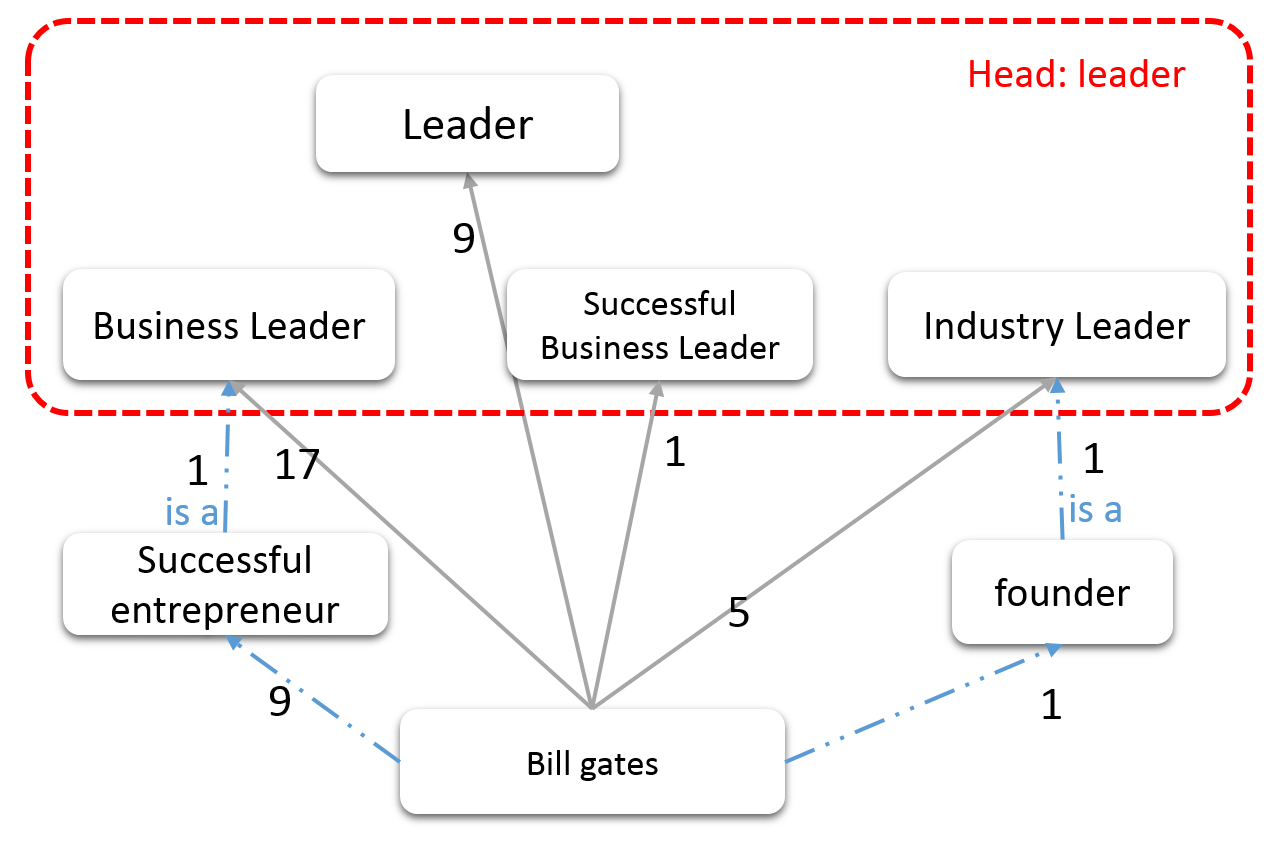 Head: leader
Leader
9
Business Leader
Successful
Business Leader
Industry Leader
1
17
1
1
is a
is a
Successful
entrepreneur
founder
5
9
1
Bill gates